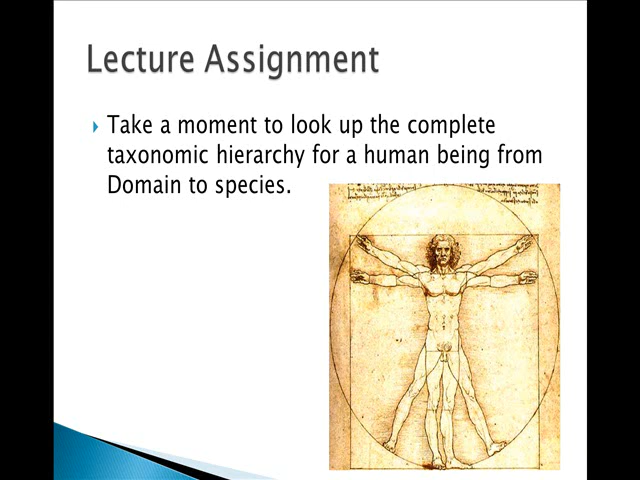 Lecture Assignment
Take a moment to look up the complete
taxonomic hierarchy for a human being from
Domain to species.